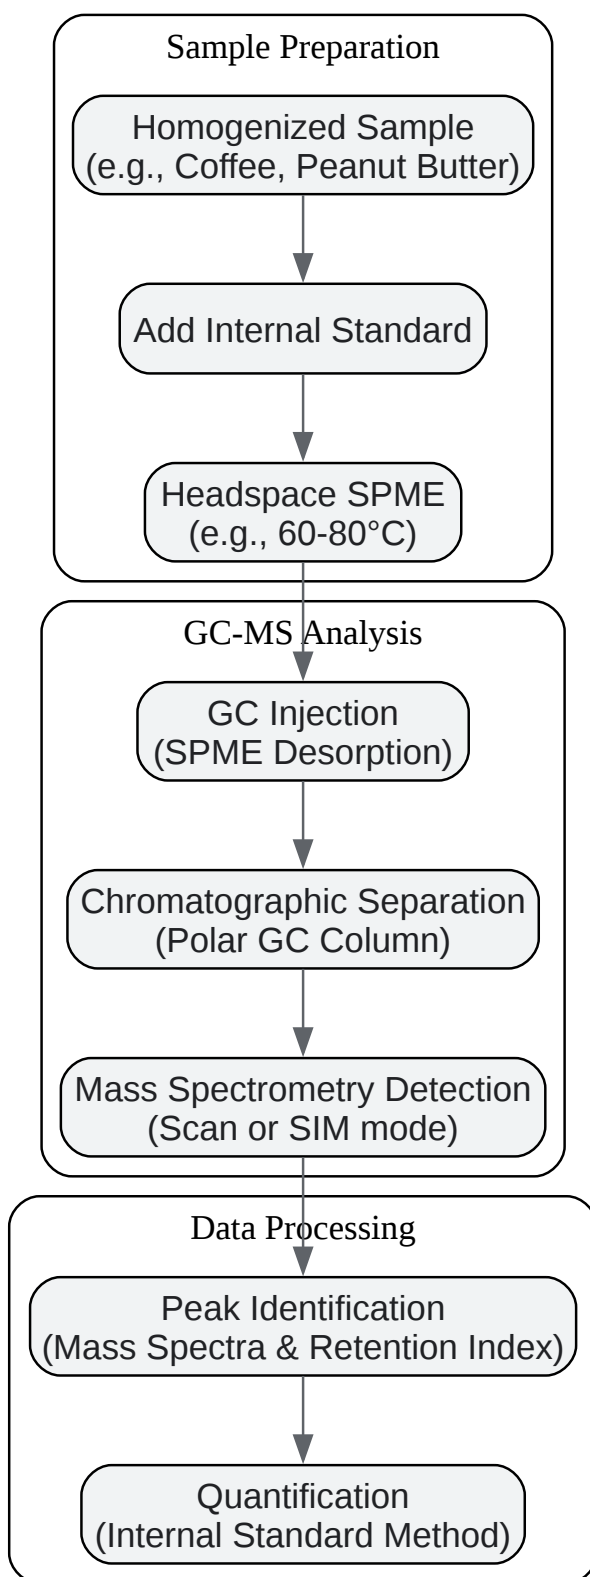 Sample Preparation
Homogenized Sample
(e.g., Coffee, Peanut Butter)
Add Internal Standard
Headspace SPME
(e.g., 60-80°C)
GC-MS Analysis
GC Injection
(SPME Desorption)
Chromatographic Separation
(Polar GC Column)
Mass Spectrometry Detection
(Scan or SIM mode)
Data Processing
Peak Identification
(Mass Spectra & Retention Index)
Quantification
(Internal Standard Method)